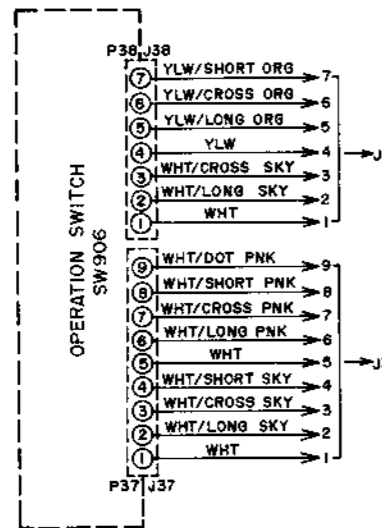 P38 J38
7 YLW/SHORT ORG 7
6 YLW/CROSS ORG 6
5 YLW/LONG ORG 5
4 YLW 4
3 WHT/CROSS SKY 3
2 WHT/LONG SKY 2
1 WHT 1
J
OPERATION SWITCH
SW906
9 WHT/DOT PNK 9
8 WHT/SHORT PNK 8
7 WHT/CROSS PNK 7
6 WHT/LONG PNK 6
5 WHT 5
4 WHT/SHORT SKY 4
3 WHT/CROSS SKY 3
2 WHT/LONG SKY 2
1 WHT 1
J
P37 J37